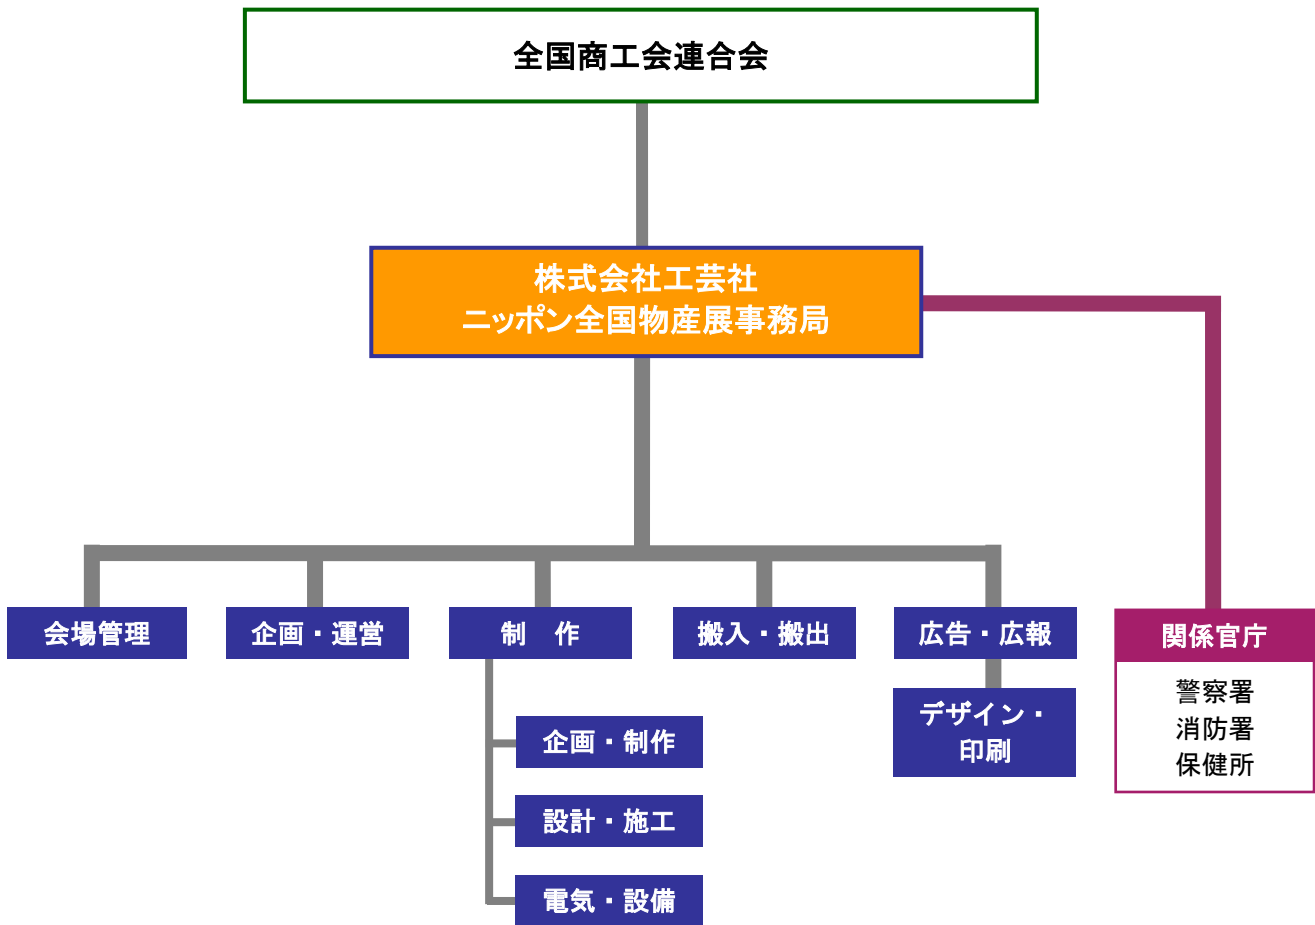 全国商工会連合会
株式会社工芸社
ニッポン全国物産展事務局
会場管理
企画・運営
制　作
搬入・搬出
広告・広報
関係官庁
警察署
消防署
保健所
デザイン・
印刷
企画・制作
設計・施工
電気・設備